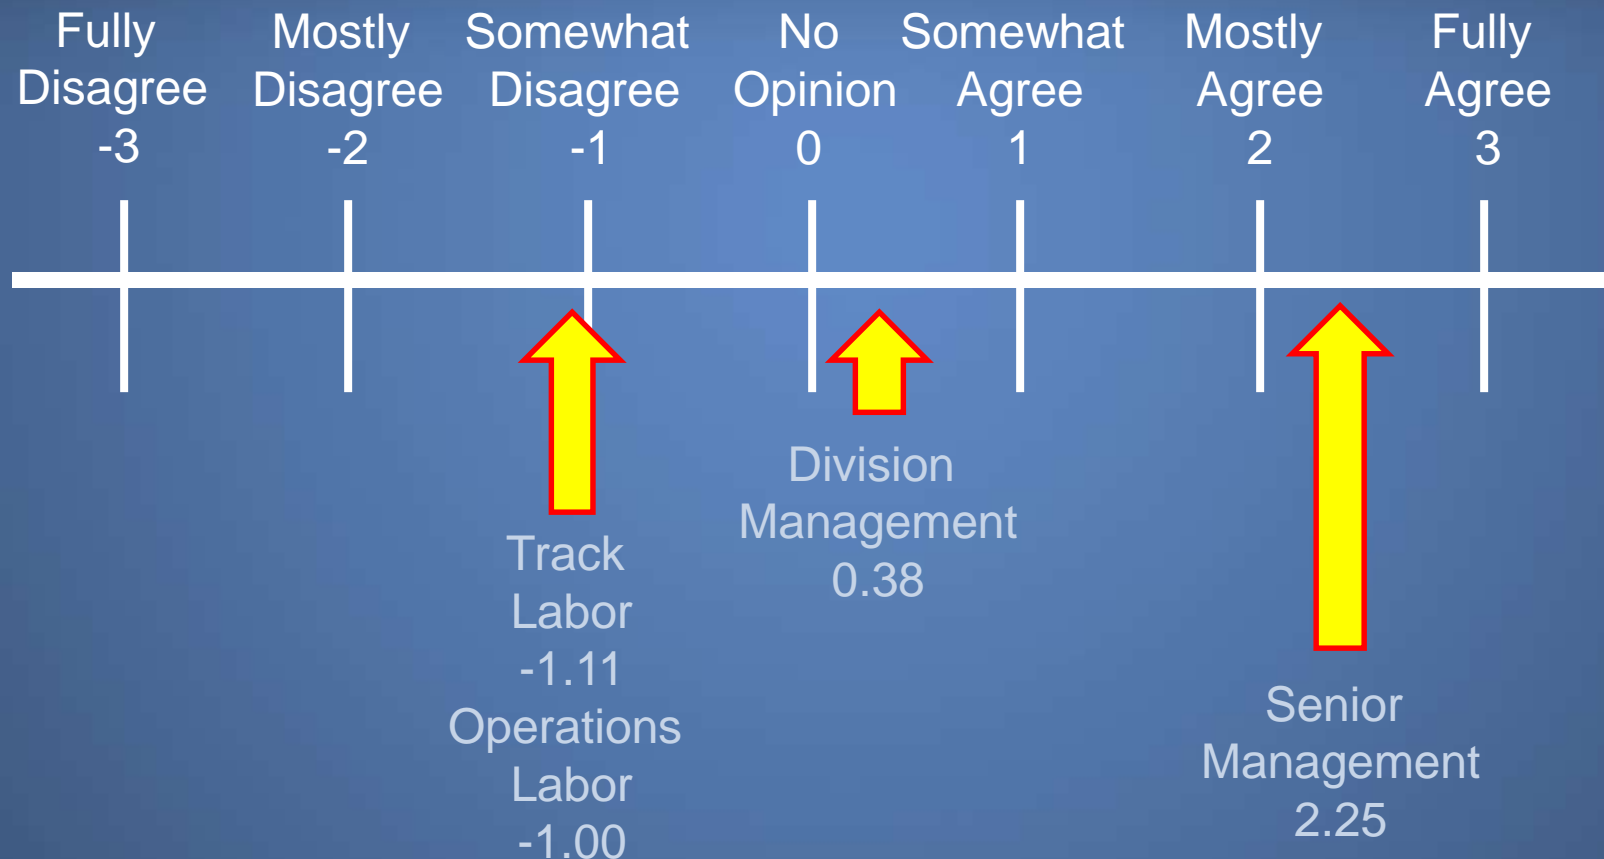 Fully Disagree -3
Mostly Disagree -2
Somewhat Disagree -1
No Opinion 0
Somewhat Agree 1
Mostly Agree 2
Fully Agree 3
Track
Labor
-1.11
Operations
Labor
-1.00
Division
Management
0.38
Senior
Management
2.25